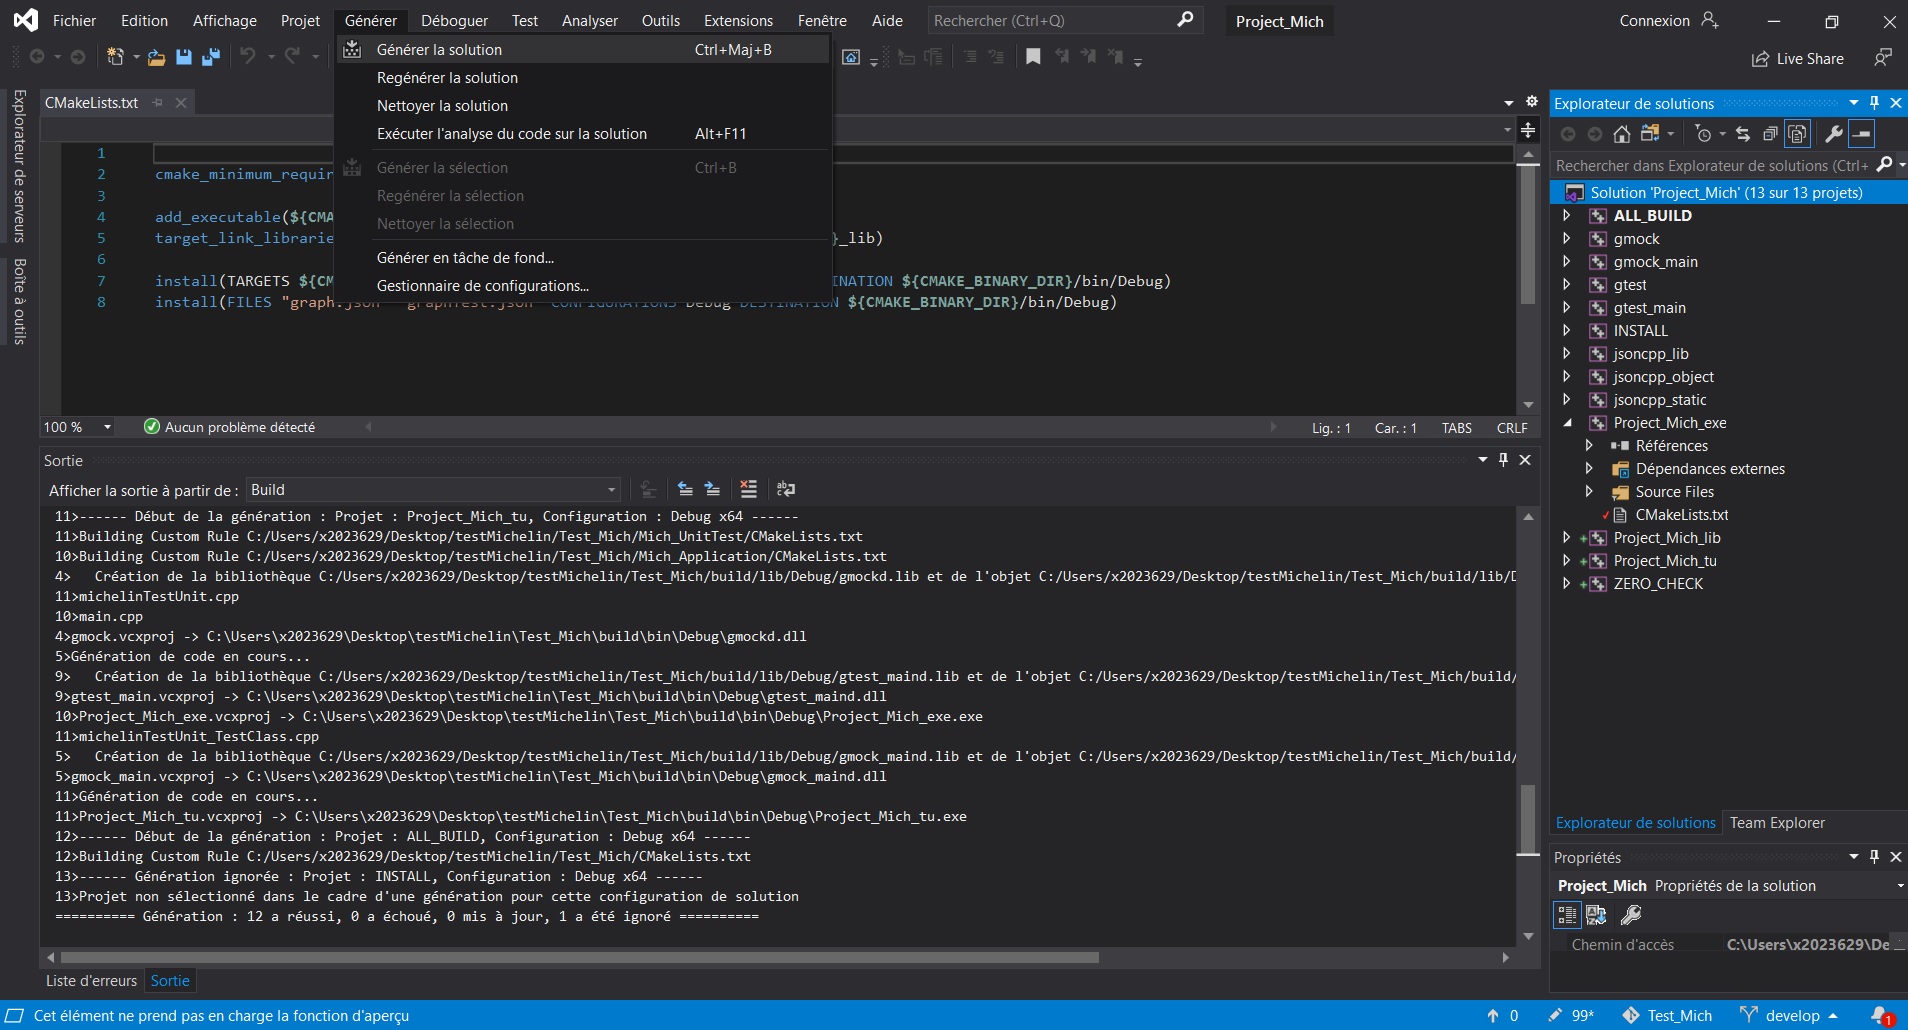 Fichier Edition Affichage Projet Générer Déboguer Test Analyser Outils Extensions Fenêtre Aide Rechercher (Ctrl+Q) Project_Mich Connexion
Live Share
Générer la solution Ctrl+Maj+B
Regénérer la solution
Nettoyer la solution
Exécuter l'analyse du code sur la solution Alt+F11
Générer la sélection Ctrl+B
Regénérer la sélection
Nettoyer la sélection
Générer en tâche de fond...
Gestionnaire de configurations...
Explorateur de serveurs
Boîte à outils
CMakeLists.txt
1
2 cmake_minimum_requir
3
4 add_executable(${CMA
5 target_link_librarie }_lib)
6
7 install(TARGETS ${CM INATION ${CMAKE_BINARY_DIR}/bin/Debug)
8 install(FILES "graph.json" "graphTest.json" CONFIGURATIONS Debug DESTINATION ${CMAKE_BINARY_DIR}/bin/Debug)
100 % Aucun problème détecté Lig. : 1 Car. : 1 TABS CRLF
Sortie
Afficher la sortie à partir de : Build
11>------ Début de la génération : Projet : Project_Mich_tu, Configuration : Debug x64 ------
11>Building Custom Rule C:/Users/x2023629/Desktop/testMichelin/Test_Mich/Mich_UnitTest/CMakeLists.txt
10>Building Custom Rule C:/Users/x2023629/Desktop/testMichelin/Test_Mich/Mich_Application/CMakeLists.txt
4> Création de la bibliothèque C:/Users/x2023629/Desktop/testMichelin/Test_Mich/build/lib/Debug/gmockd.lib et de l'objet C:/Users/x2023629/Desktop/testMichelin/Test_Mich/build/lib/D
11>michelinTestUnit.cpp
10>main.cpp
4>gmock.vcxproj -> C:\Users\x2023629\Desktop\testMichelin\Test_Mich\build\bin\Debug\gmockd.dll
5>Génération de code en cours...
9> Création de la bibliothèque C:/Users/x2023629/Desktop/testMichelin/Test_Mich/build/lib/Debug/gtest_maind.lib et de l'objet C:/Users/x2023629/Desktop/testMichelin/Test_Mich/build/
9>gtest_main.vcxproj -> C:\Users\x2023629\Desktop\testMichelin\Test_Mich\build\bin\Debug\gtest_maind.dll
10>Project_Mich_exe.vcxproj -> C:\Users\x2023629\Desktop\testMichelin\Test_Mich\build\bin\Debug\Project_Mich_exe.exe
11>michelinTestUnit_TestClass.cpp
5> Création de la bibliothèque C:/Users/x2023629/Desktop/testMichelin/Test_Mich/build/lib/Debug/gmock_maind.lib et de l'objet C:/Users/x2023629/Desktop/testMichelin/Test_Mich/build/
5>gmock_main.vcxproj -> C:\Users\x2023629\Desktop\testMichelin\Test_Mich\build\bin\Debug\gmock_maind.dll
11>Génération de code en cours...
11>Project_Mich_tu.vcxproj -> C:\Users\x2023629\Desktop\testMichelin\Test_Mich\build\bin\Debug\Project_Mich_tu.exe
12>------ Début de la génération : Projet : ALL_BUILD, Configuration : Debug x64 ------
12>Building Custom Rule C:/Users/x2023629/Desktop/testMichelin/Test_Mich/CMakeLists.txt
13>------ Génération ignorée : Projet : INSTALL, Configuration : Debug x64 ------
13>Projet non sélectionné dans le cadre d'une génération pour cette configuration de solution
========== Génération : 12 a réussi, 0 a échoué, 0 mis à jour, 1 a été ignoré ==========
Liste d'erreurs Sortie
Explorateur de solutions
Rechercher dans Explorateur de solutions (Ctrl+
Solution 'Project_Mich' (13 sur 13 projets)
ALL_BUILD
gmock
gmock_main
gtest
gtest_main
INSTALL
jsoncpp_lib
jsoncpp_object
jsoncpp_static
Project_Mich_exe
Références
Dépendances externes
Source Files
CMakeLists.txt
Project_Mich_lib
Project_Mich_tu
ZERO_CHECK
Explorateur de solutions Team Explorer
Propriétés
Project_Mich Propriétés de la solution
Chemin d'accès C:\Users\x2023629\De
Cet élément ne prend pas en charge la fonction d'aperçu 0 99* Test_Mich develop 1